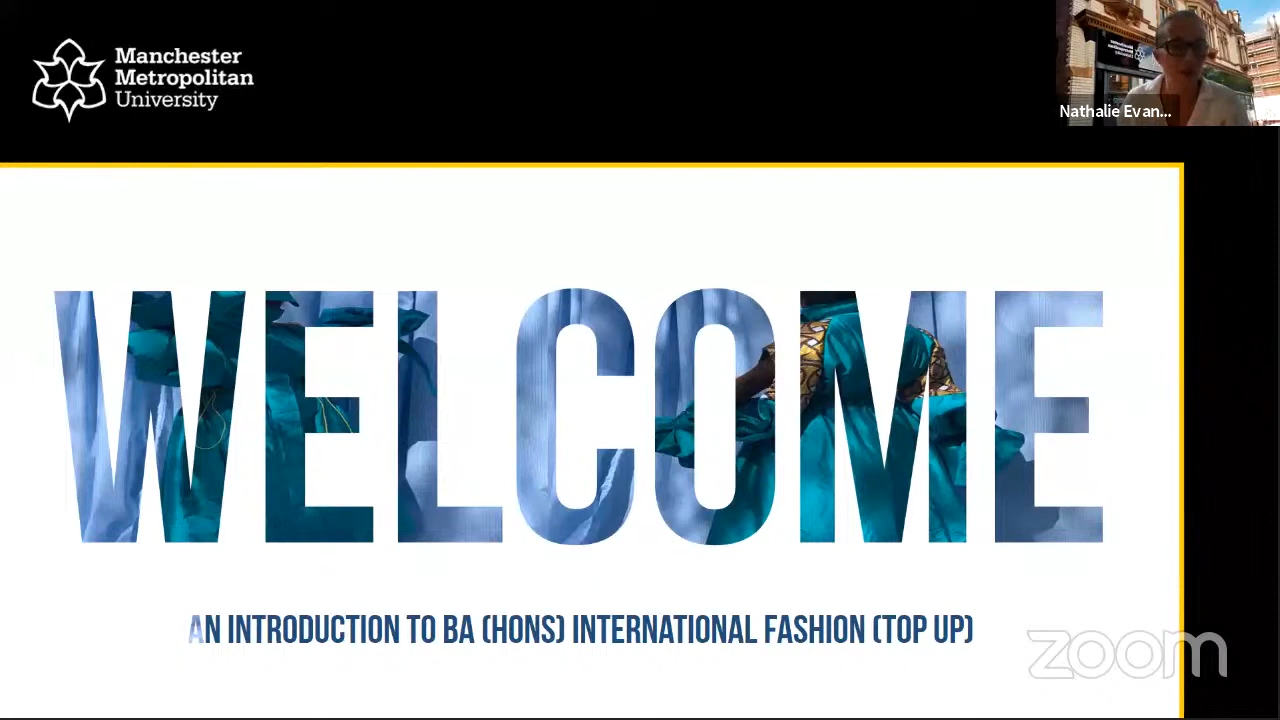 Manchester
Metropolitan
University
Nathalie Evan...
WELCOME
AN INTRODUCTION TO BA (HONS) INTERNATIONAL FASHION (TOP UP)
zoom